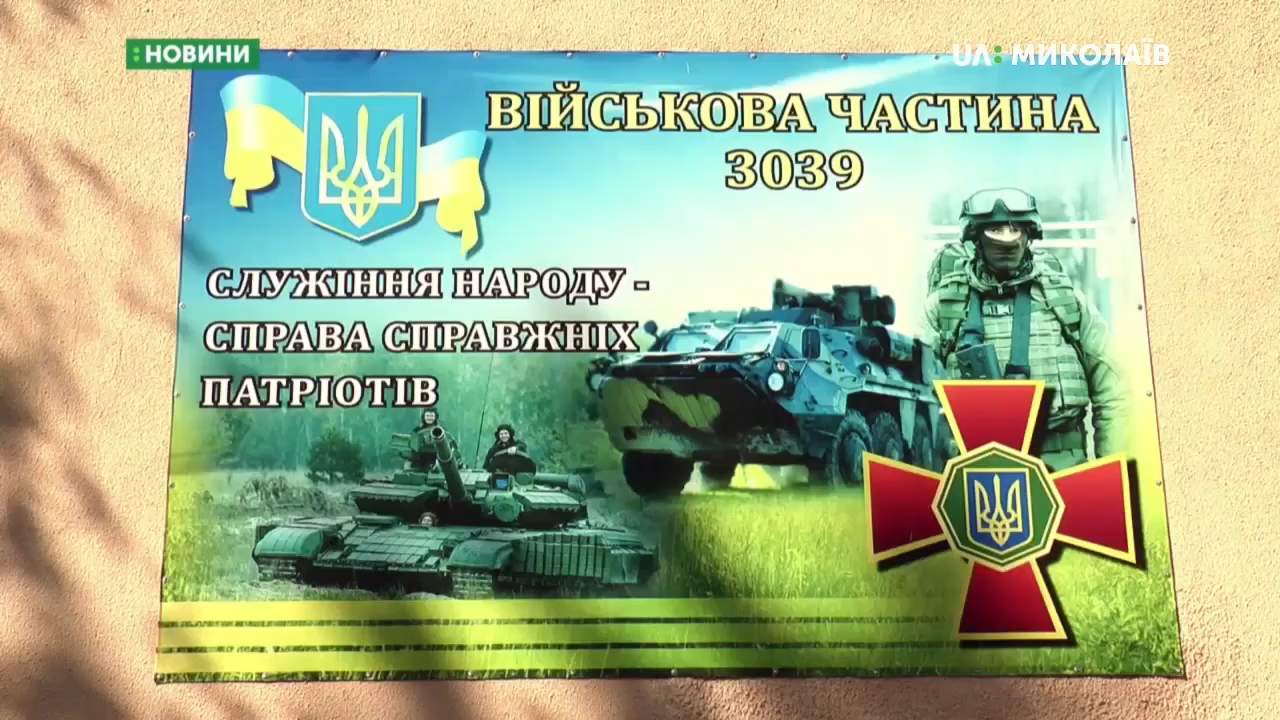 :НОВИНИ
UA:МИКОЛАЇВ
ВІЙСЬКОВА ЧАСТИНА
3039
СЛУЖІННЯ НАРОДУ -
СПРАВА СПРАВЖНІХ
ПАТРІОТІВ